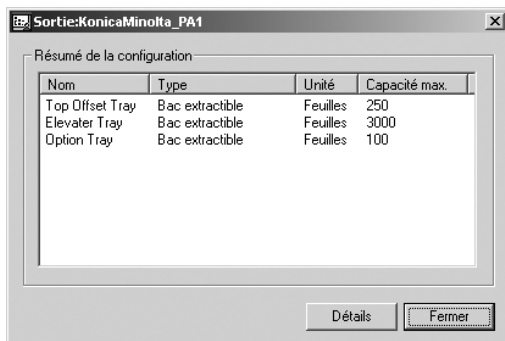 Sortie:KonicaMinolta_PA1
Résumé de la configuration
Nom Type Unité Capacité max.
Top Offset Tray Bac extractible Feuilles 250
Elevater Tray Bac extractible Feuilles 3000
Option Tray Bac extractible Feuilles 100
Détails Fermer